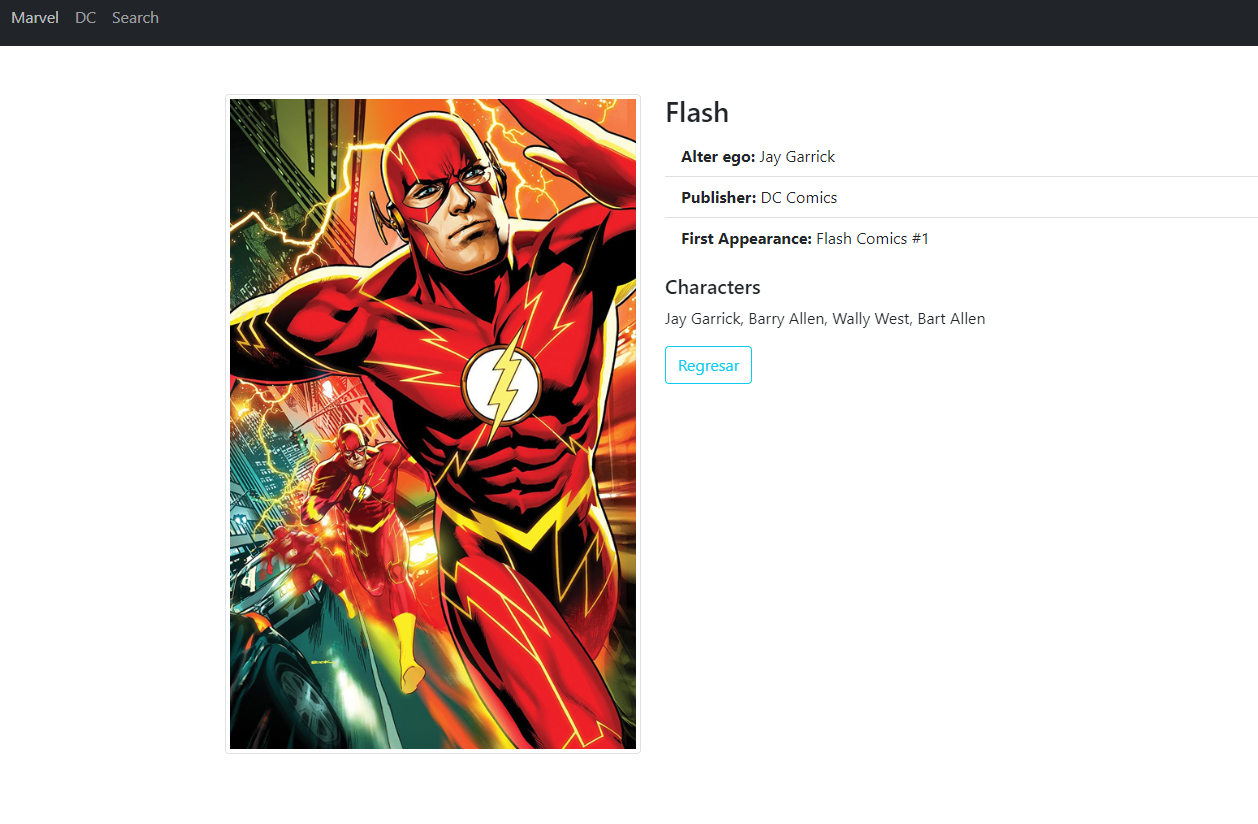 Marvel DC Search
Flash
Alter ego: Jay Garrick
Publisher: DC Comics
First Appearance: Flash Comics #1
Characters
Jay Garrick, Barry Allen, Wally West, Bart Allen
Regresar